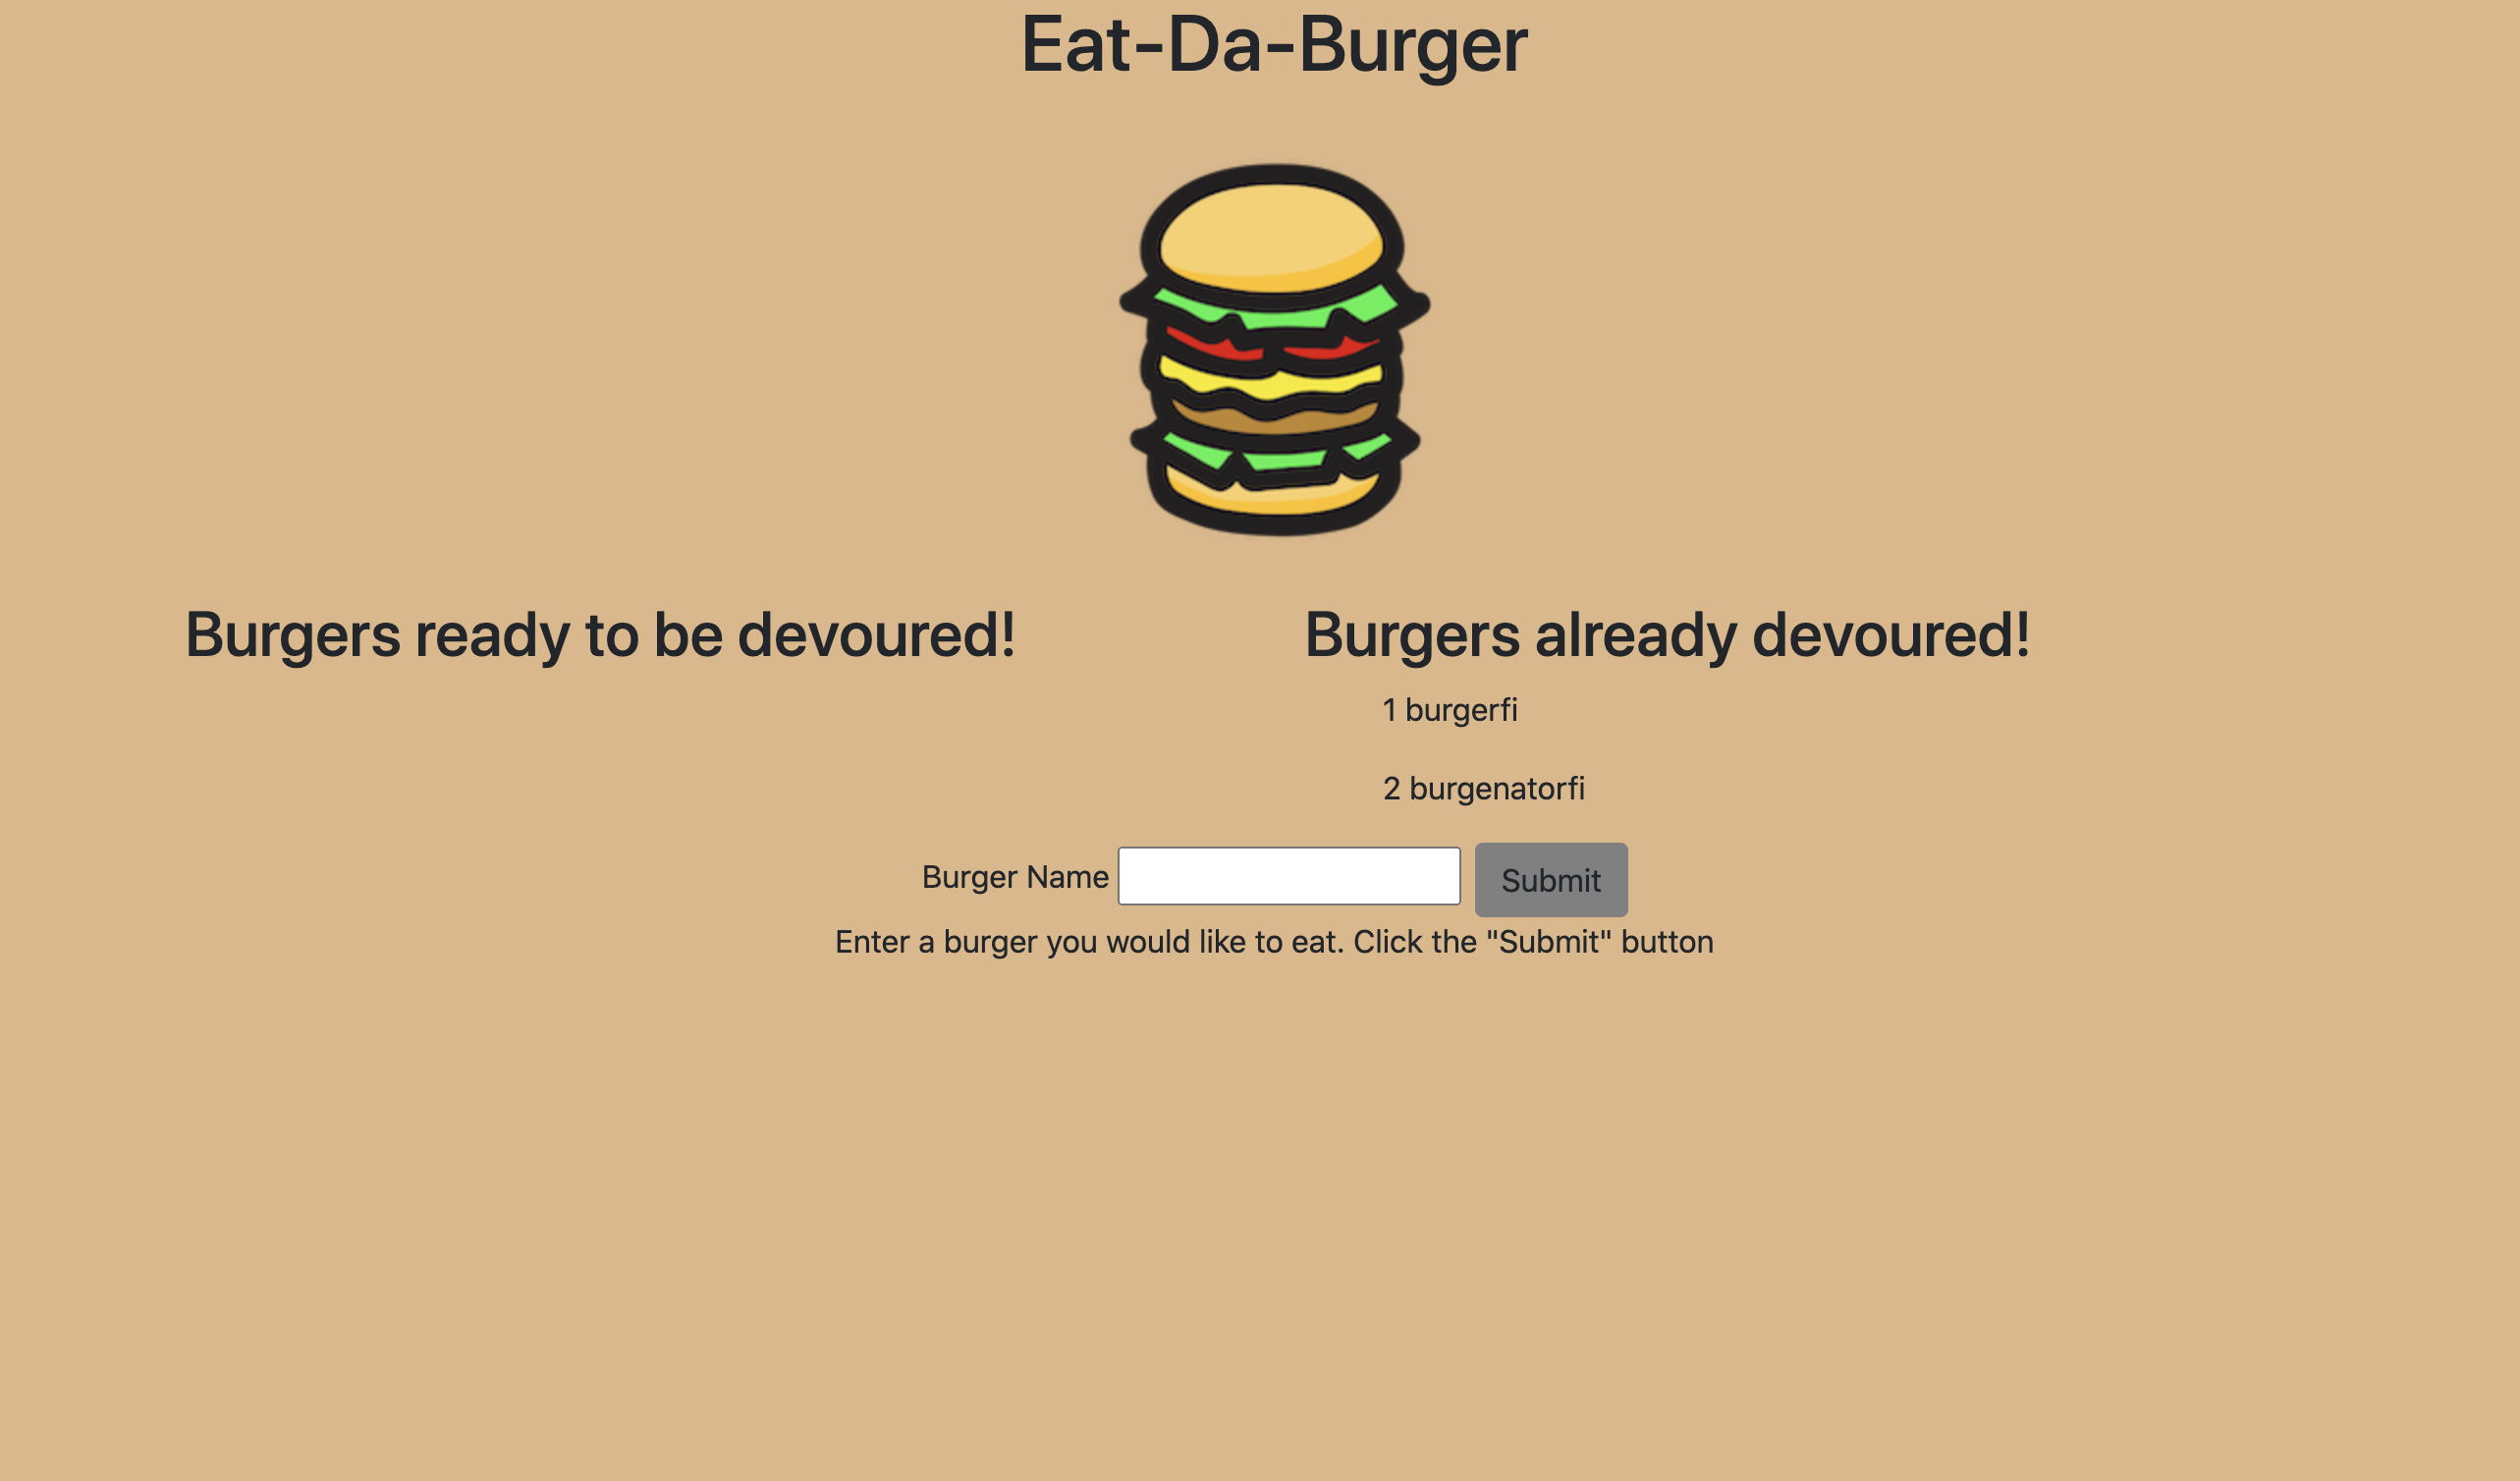 Eat-Da-Burger
Burgers ready to be devoured!
Burgers already devoured!
1 burgerfi
2 burgenatorfi
Burger Name
Submit
Enter a burger you would like to eat. Click the "Submit" button